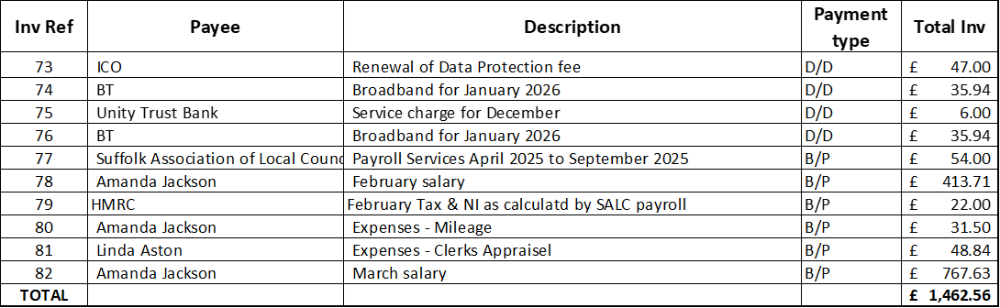 Inv Ref Payee Description Payment type Total Inv
73 ICO Renewal of Data Protection fee D/D £ 47.00
74 BT Broadband for January 2026 D/D £ 35.94
75 Unity Trust Bank Service charge for December D/D £ 6.00
76 BT Broadband for January 2026 D/D £ 35.94
77 Suffolk Association of Local Counc Payroll Services April 2025 to September 2025 B/P £ 54.00
78 Amanda Jackson February salary B/P £ 413.71
79 HMRC February Tax & NI as calculatd by SALC payroll B/P £ 22.00
80 Amanda Jackson Expenses - Mileage B/P £ 31.50
81 Linda Aston Expenses - Clerks Appraisel B/P £ 48.84
82 Amanda Jackson March salary B/P £ 767.63
TOTAL £ 1,462.56